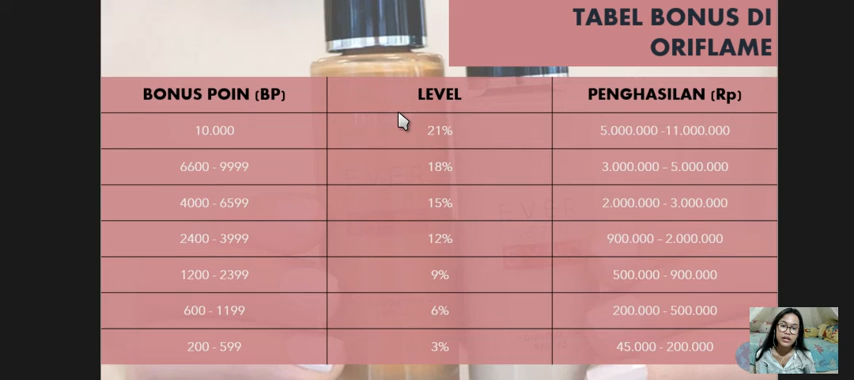 TABEL BONUS DI
ORIFLAME
BONUS POIN (BP) LEVEL PENGHASILAN (Rp)
10.000 21% 5.000.000 -11.000.000
6600 - 9999 18% 3.000.000 – 5.000.000
4000 - 6599 15% 2.000.000 - 3.000.000
2400 - 3999 12% 900.000 – 2.000.000
1200 - 2399 9% 500.000 - 900.000
600 - 1199 6% 200.000 - 500.000
200 - 599 3% 45.000 - 200.000